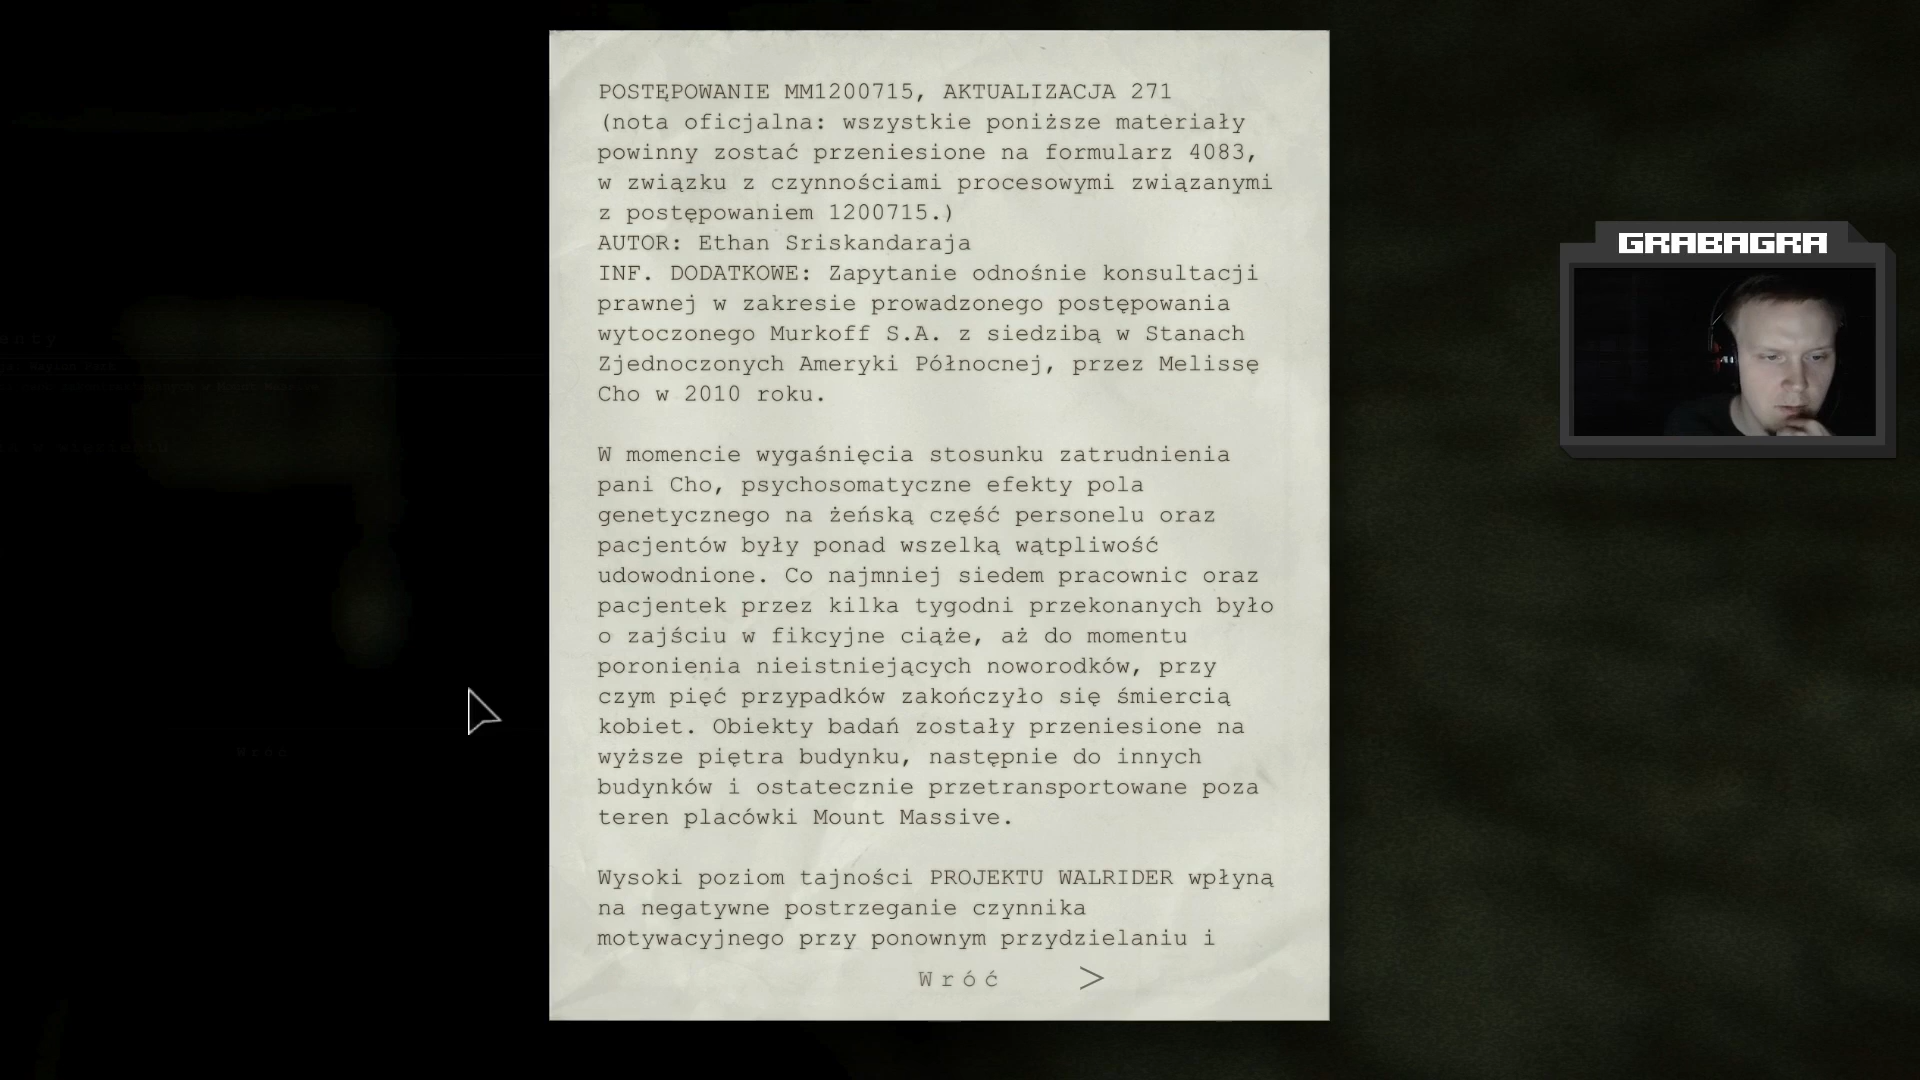 POSTĘPOWANIE MM1200715, AKTUALIZACJA 271
(nota oficjalna: wszystkie poniższe materiały
powinny zostać przeniesione na formularz 4083,
w związku z czynnościami procesowymi związanymi
z postępowaniem 1200715.)
AUTOR: Ethan Sriskandaraja
INF. DODATKOWE: Zapytanie odnośnie konsultacji
prawnej w zakresie prowadzonego postępowania
wytoczonego Murkoff S.A. z siedzibą w Stanach
Zjednoczonych Ameryki Północnej, przez Melissę
Cho w 2010 roku.
W momencie wygaśnięcia stosunku zatrudnienia
pani Cho, psychosomatyczne efekty pola
genetycznego na żeńską część personelu oraz
pacjentów były ponad wszelką wątpliwość
udowodnione. Co najmniej siedem pracownic oraz
pacjentek przez kilka tygodni przekonanych było
o zajściu w fikcyjne ciąże, aż do momentu
poronienia nieistniejących noworodków, przy
czym pięć przypadków zakończyło się śmiercią
kobiet. Obiekty badań zostały przeniesione na
wyższe piętra budynku, następnie do innych
budynków i ostatecznie przetransportowane poza
teren placówki Mount Massive.
Wysoki poziom tajności PROJEKTU WALRIDER wpłyną
na negatywne postrzeganie czynnika
motywacyjnego przy ponownym przydzielaniu i
Wróć >
GRABAGRA
Wróć